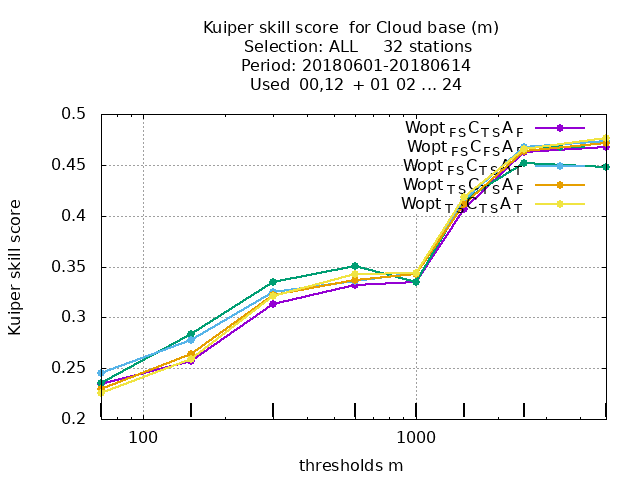 Kuiper skill score for Cloud base (m)
Selection: ALL 32 stations
Period: 20180601-20180614
Used 00,12 + 01 02 ... 24
Wopt FS C TS A F
Wopt FS C FS A F
Wopt FS C TS A T
Wopt TS C TS A F
Wopt TS C TS A T
0.5
0.45
0.4
0.35
0.3
0.25
0.2
Kuiper skill score
100 1000
thresholds m